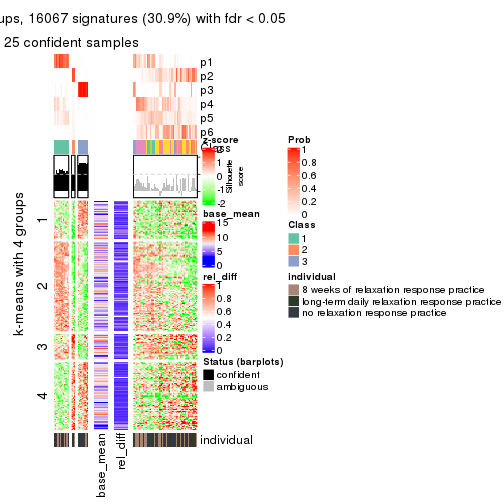 ups, 16067 signatures (30.9%) with fdr < 0.05
25 confident samples
p1
p2
p3
p4
p5
p6
Class
Silhouette score
k-means with 4 groups
1
2
3
4
base_mean
rel_diff
individual
z-score
2
1
0
-1
-2
base_mean
15
10
5
0
rel_diff
1
0.8
0.6
0.4
0.2
0
Status (barplots)
confident
ambiguous
Prob
1
0.8
0.6
0.4
0.2
0
Class
1
2
3
individual
8 weeks of relaxation response practice
long-term daily relaxation response practice
no relaxation response practice